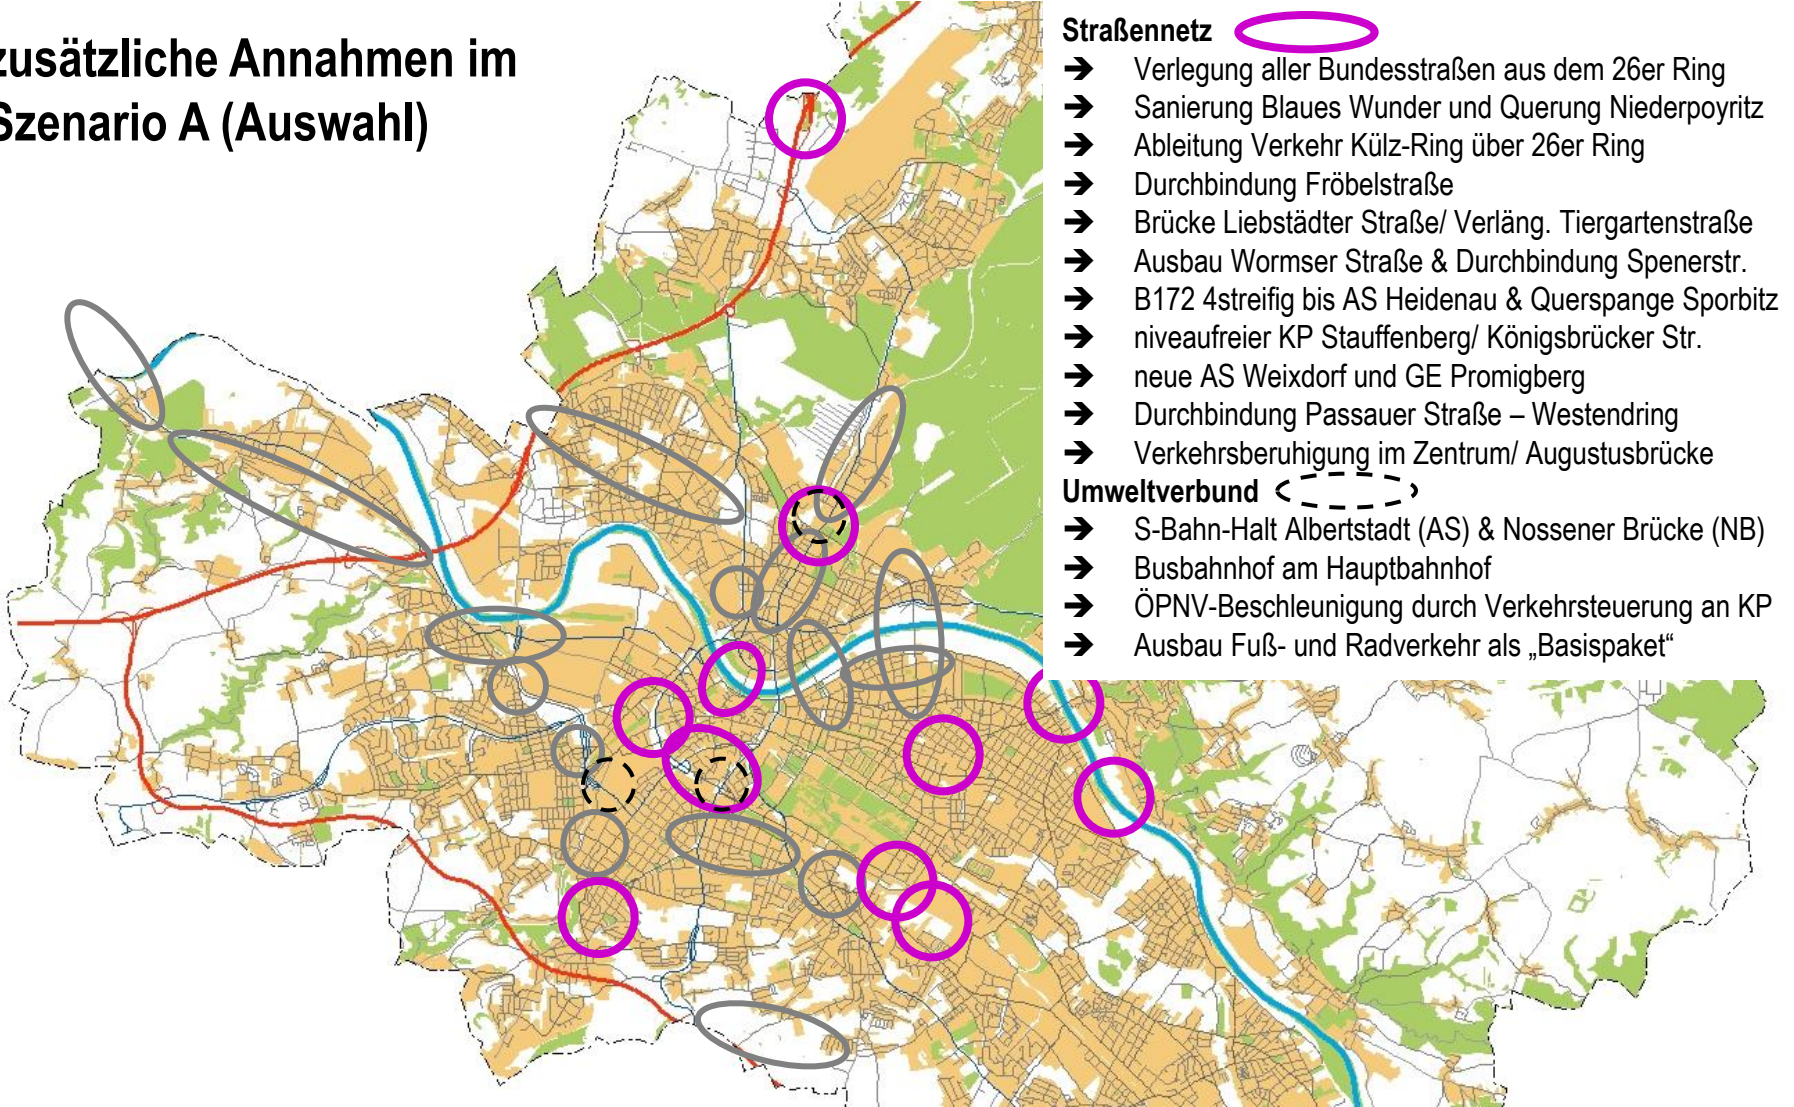 zusätzliche Annahmen im
Szenario A (Auswahl)
Straßennetz
➔ Verlegung aller Bundesstraßen aus dem 26er Ring
➔ Sanierung Blaues Wunder und Querung Niederpoyritz
➔ Ableitung Verkehr Külz-Ring über 26er Ring
➔ Durchbindung Fröbelstraße
➔ Brücke Liebstädter Straße/ Verläng. Tiergartenstraße
➔ Ausbau Wormser Straße & Durchbindung Spenerstr.
➔ B172 4streifig bis AS Heidenau & Querspange Sporbitz
➔ niveaufreier KP Stauffenberg/ Königsbrücker Str.
➔ neue AS Weixdorf und GE Promigberg
➔ Durchbindung Passauer Straße – Westendring
➔ Verkehrsberuhigung im Zentrum/ Augustusbrücke
Umweltverbund
➔ S-Bahn-Halt Albertstadt (AS) & Nossener Brücke (NB)
➔ Busbahnhof am Hauptbahnhof
➔ ÖPNV-Beschleunigung durch Verkehrsteuerung an KP
➔ Ausbau Fuß- und Radverkehr als „Basispaket“